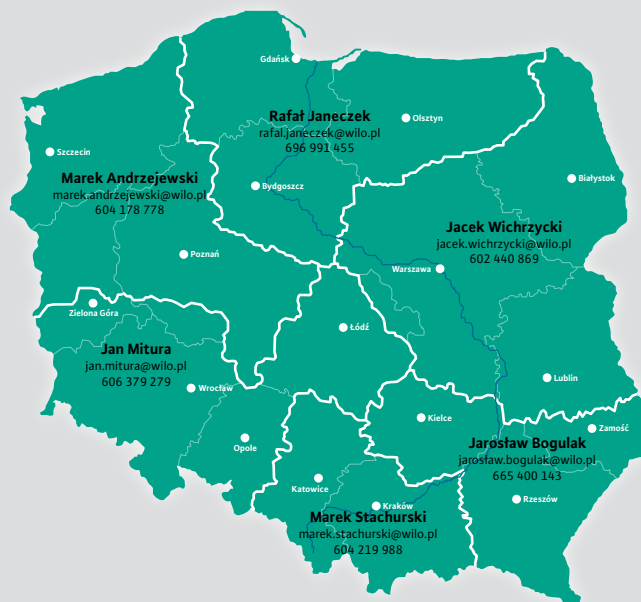 Gdańsk
Rafał Janeczek
rafal.janeczek@wilo.pl
696 991 455
Olsztyn
Szczecin
Marek Andrzejewski
marek.andrzejewski@wilo.pl
604 178 778
Bydgoszcz
Białystok
Jacek Wichrzycki
jacek.wichrzycki@wilo.pl
602 440 869
Poznań
Warszawa
Zielona Góra
Łódź
Jan Mitura
jan.mitura@wilo.pl
606 379 279
Wrocław
Lublin
Kielce
Zamość
Opole
Jarosław Bogulak
jarosław.bogulak@wilo.pl
665 400 143
Katowice
Rzeszów
Kraków
Marek Stachurski
marek.stachurski@wilo.pl
604 219 988